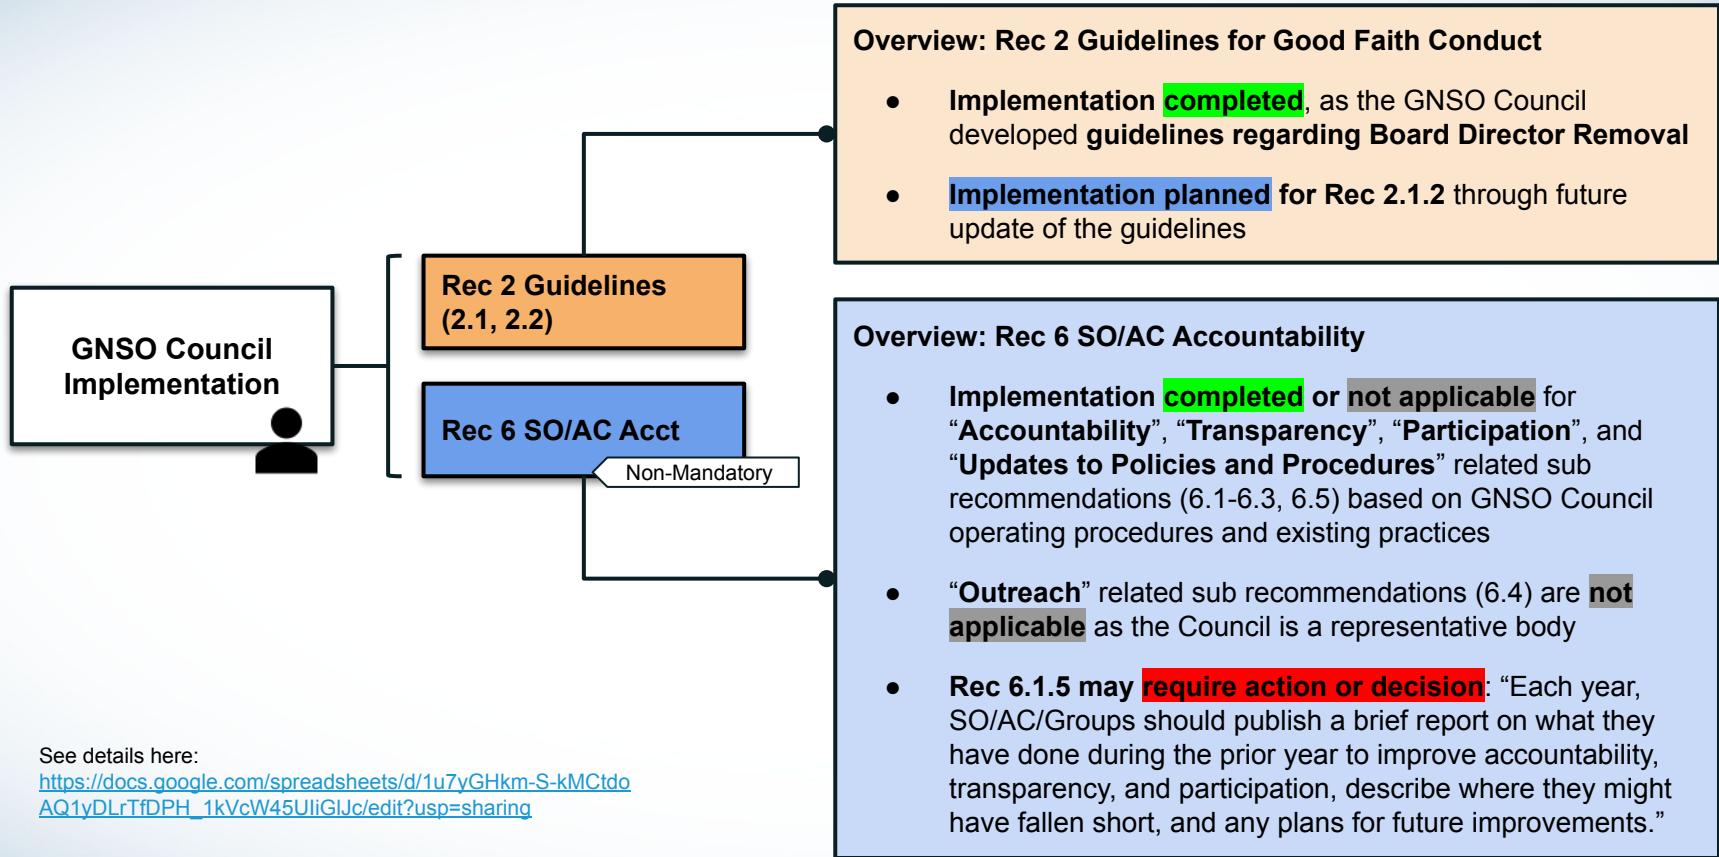 GNSO Council
Implementation
Rec 2 Guidelines
(2.1, 2.2)
Rec 6 SO/AC Acct
Non-Mandatory
Overview: Rec 2 Guidelines for Good Faith Conduct
● Implementation completed, as the GNSO Council
developed guidelines regarding Board Director Removal
● Implementation planned for Rec 2.1.2 through future
update of the guidelines
Overview: Rec 6 SO/AC Accountability
● Implementation completed or not applicable for
“Accountability”, “Transparency”, “Participation”, and
“Updates to Policies and Procedures” related sub
recommendations (6.1-6.3, 6.5) based on GNSO Council
operating procedures and existing practices
● “Outreach” related sub recommendations (6.4) are not
applicable as the Council is a representative body
● Rec 6.1.5 may require action or decision: “Each year,
SO/AC/Groups should publish a brief report on what they
have done during the prior year to improve accountability,
transparency, and participation, describe where they might
have fallen short, and any plans for future improvements.”
See details here:
https://docs.google.com/spreadsheets/d/1u7yGHkm-S-kMCtdo
AQ1yDLrTfDPH_1kVcW45UIiGlJc/edit?usp=sharing